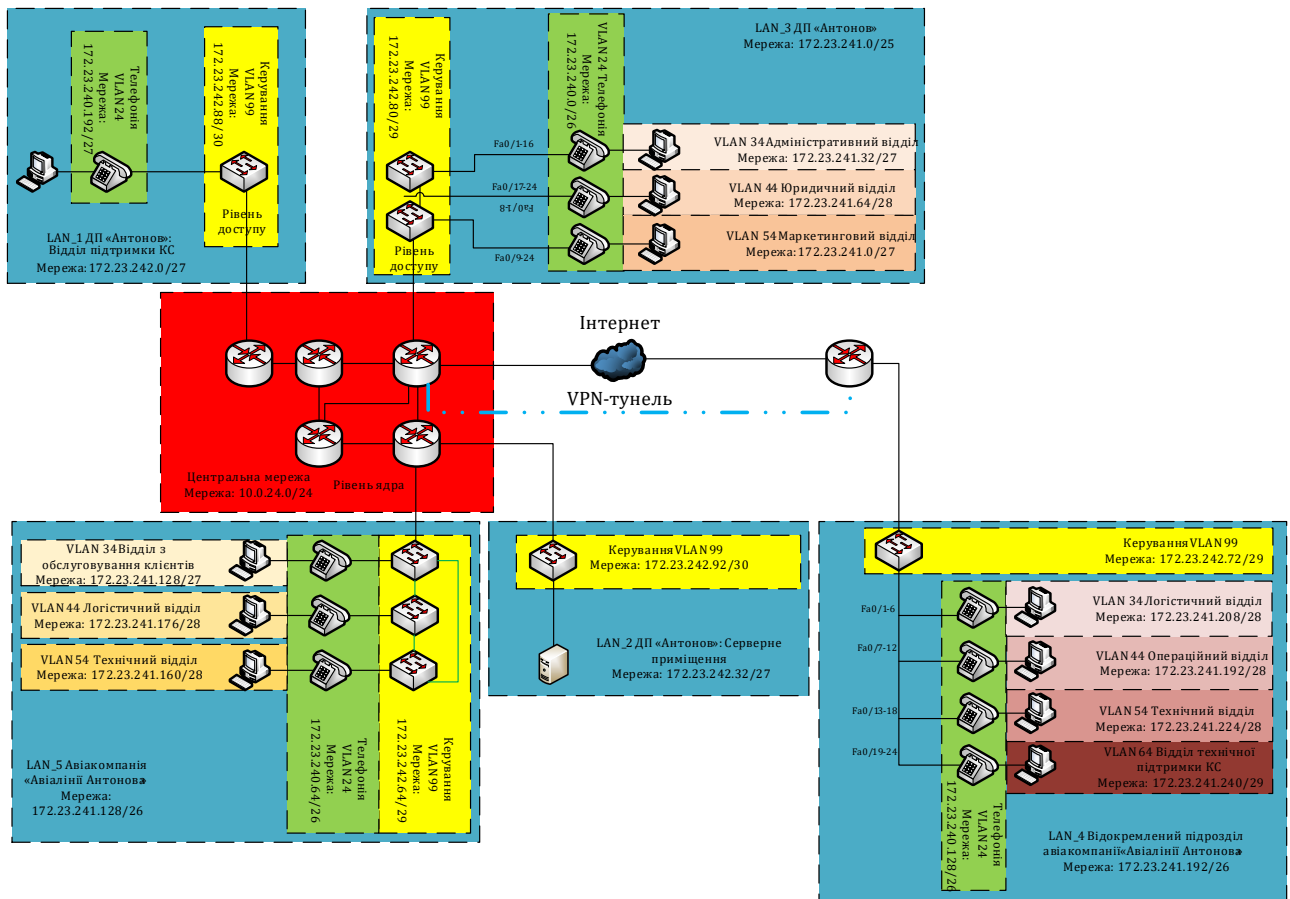 Телефонія
VLAN24
Мережа:
172.23.240.192/27
Керування
VLAN99
Мережа:
172.23.242.88/30
Рівень
доступу
LAN_1 ДП «Антонов»:
Відділ підтримки КС
Мережа: 172.23.242.0/27
Керування
VLAN99
Мережа:
172.23.242.80/29
Рівень
доступу
VLAN24 Телефонія
Мережа:
172.23.240.0/26
LAN_3 ДП «Антонов»
Мережа: 172.23.241.0/25
Fa0/1-16
Fa0/17-24
Fa0/1-8
Fa0/9-24
VLAN 34 Адміністративний відділ
Мережа: 172.23.241.32/27
VLAN 44 Юридичний відділ
Мережа: 172.23.241.64/28
VLAN 54 Маркетинговий відділ
Мережа: 172.23.241.0/27
Інтернет
VPN-тунель
Центральна мережа
Мережа: 10.0.24.0/24
Рівень ядра
VLAN 34 Відділ з
обслуговування клієнтів
Мережа: 172.23.241.128/27
VLAN 44 Логістичний відділ
Мережа: 172.23.241.176/28
VLAN 54 Технічний відділ
Мережа: 172.23.241.160/28
Телефонія
VLAN24
Мережа:
172.23.240.64/26
Керування
VLAN99
Мережа:
172.23.242.64/29
LAN_5 Авіакомпанія
«Авіалінії Антонова»
Мережа:
172.23.241.128/26
Керування VLAN 99
Мережа: 172.23.242.92/30
LAN_2 ДП «Антонов»: Серверне
приміщення
Мережа: 172.23.242.32/27
Керування VLAN 99
Мережа: 172.23.242.72/29
Fa0/1-6
Fa0/7-12
Fa0/13-18
Fa0/19-24
VLAN 34 Логістичний відділ
Мережа: 172.23.241.208/28
VLAN 44 Операційний відділ
Мережа: 172.23.241.192/28
VLAN 54 Технічний відділ
Мережа: 172.23.241.224/28
VLAN 64 Відділ технічної
підтримки КС
Мережа: 172.23.241.240/29
Телефонія
VLAN24
Мережа:
172.23.240.128/26
LAN_4 Відокремлений підрозділ
авіакомпанії «Авіалінії Антонова»
Мережа: 172.23.241.192/26